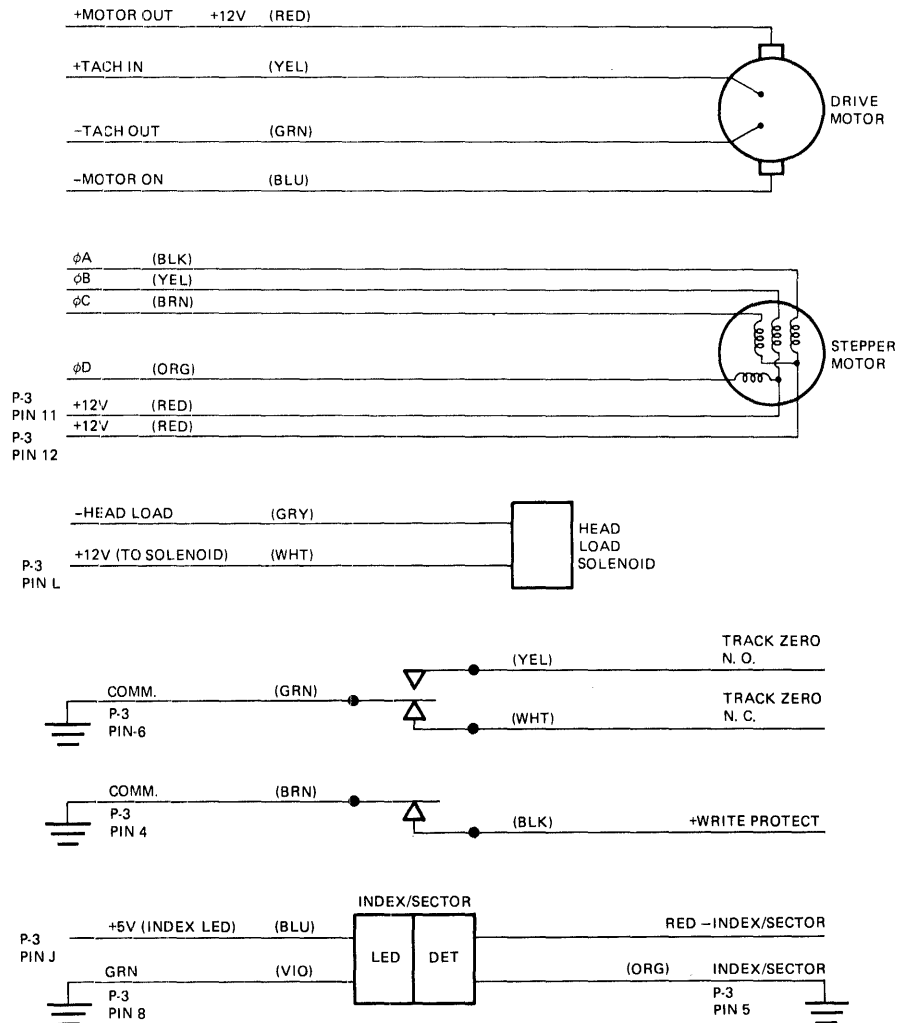 +MOTOR OUT +12V (RED)
+TACH IN (YEL)
DRIVE
MOTOR
−TACH OUT (GRN)
−MOTOR ON (BLU)
φA (BLK)
φB (YEL)
φC (BRN)
STEPPER
MOTOR
φD (ORG)
P-3
PIN 11
+12V (RED)
+12V (RED)
P-3
PIN 12
−HEAD LOAD (GRY)
HEAD
LOAD
SOLENOID
+12V (TO SOLENOID) (WHT)
P-3
PIN L
(YEL)
TRACK ZERO
N. O.
COMM. (GRN)
P-3
PIN-6
(WHT)
TRACK ZERO
N. C.
COMM. (BRN)
P-3
PIN 4
(BLK) +WRITE PROTECT
INDEX/SECTOR
+5V (INDEX LED) (BLU)
RED −INDEX/SECTOR
P-3
PIN J
LED DET
GRN (VIO)
(ORG) INDEX/SECTOR
P-3
PIN 8
P-3
PIN 5